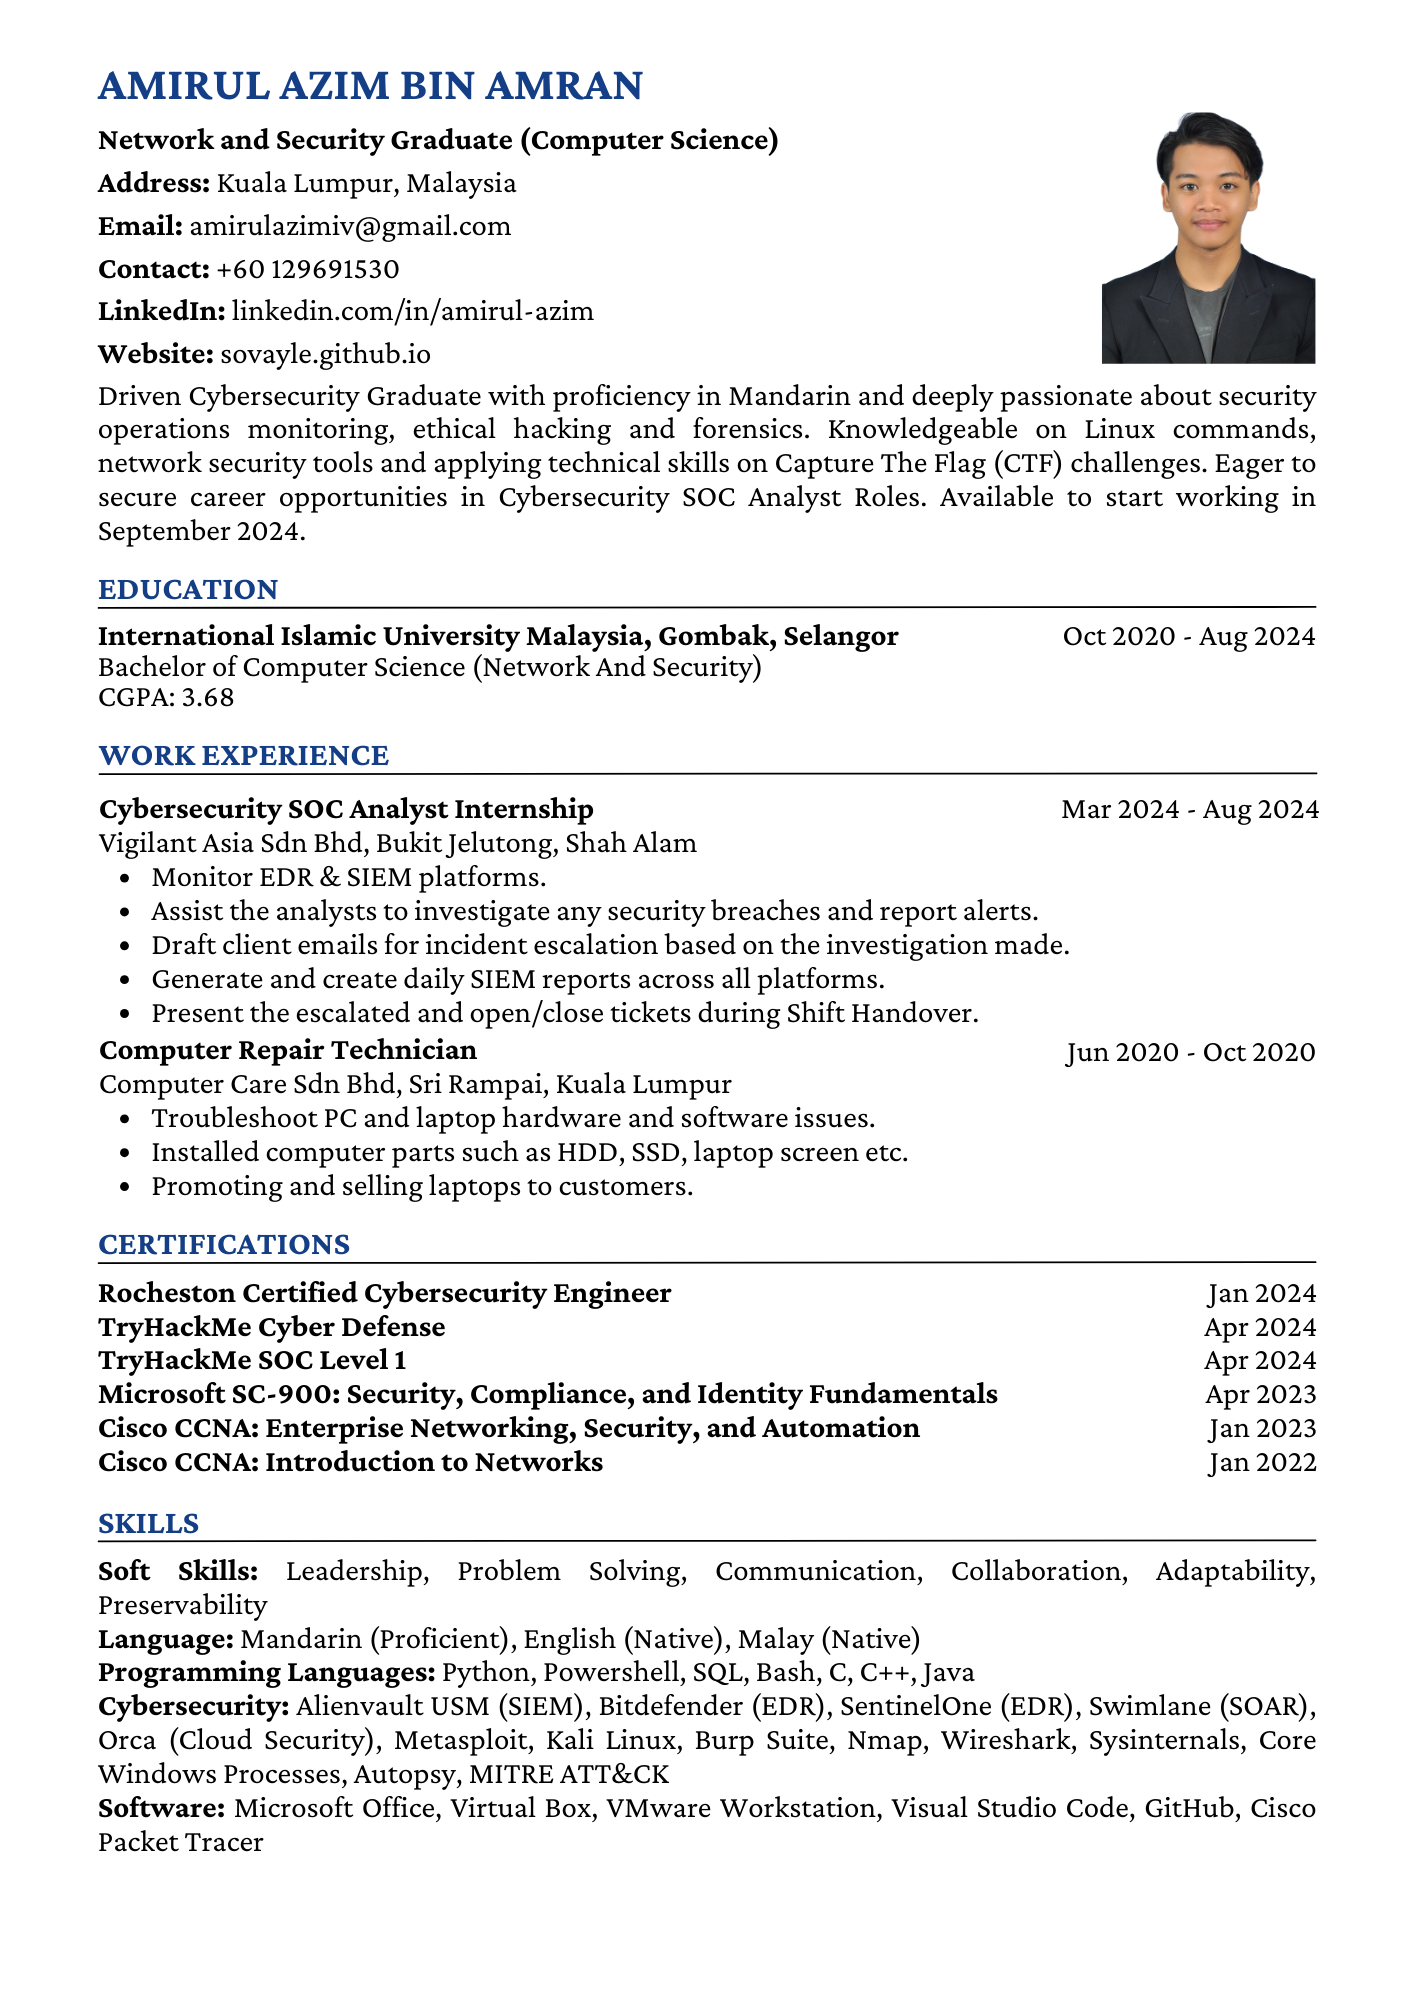 AMIRUL AZIM BIN AMRAN
Network and Security Graduate (Computer Science)
Address: Kuala Lumpur, Malaysia
Email: amirulazimiv@gmail.com
Contact: +60 129691530
LinkedIn: linkedin.com/in/amirul-azim
Website: sovayle.github.io
Driven Cybersecurity Graduate with proficiency in Mandarin and deeply passionate about security
operations monitoring, ethical hacking and forensics. Knowledgeable on Linux commands,
network security tools and applying technical skills on Capture The Flag (CTF) challenges. Eager to
secure career opportunities in Cybersecurity SOC Analyst Roles. Available to start working in
September 2024.
EDUCATION
International Islamic University Malaysia, Gombak, Selangor Oct 2020 - Aug 2024
Bachelor of Computer Science (Network And Security)
CGPA: 3.68
WORK EXPERIENCE
Cybersecurity SOC Analyst Internship Mar 2024 - Aug 2024
Vigilant Asia Sdn Bhd, Bukit Jelutong, Shah Alam
• Monitor EDR & SIEM platforms.
• Assist the analysts to investigate any security breaches and report alerts.
• Draft client emails for incident escalation based on the investigation made.
• Generate and create daily SIEM reports across all platforms.
• Present the escalated and open/close tickets during Shift Handover.
Computer Repair Technician Jun 2020 - Oct 2020
Computer Care Sdn Bhd, Sri Rampai, Kuala Lumpur
• Troubleshoot PC and laptop hardware and software issues.
• Installed computer parts such as HDD, SSD, laptop screen etc.
• Promoting and selling laptops to customers.
CERTIFICATIONS
Rocheston Certified Cybersecurity Engineer Jan 2024
TryHackMe Cyber Defense Apr 2024
TryHackMe SOC Level 1 Apr 2024
Microsoft SC-900: Security, Compliance, and Identity Fundamentals Apr 2023
Cisco CCNA: Enterprise Networking, Security, and Automation Jan 2023
Cisco CCNA: Introduction to Networks Jan 2022
SKILLS
Soft Skills: Leadership, Problem Solving, Communication, Collaboration, Adaptability,
Preservability
Language: Mandarin (Proficient), English (Native), Malay (Native)
Programming Languages: Python, Powershell, SQL, Bash, C, C++, Java
Cybersecurity: Alienvault USM (SIEM), Bitdefender (EDR), SentinelOne (EDR), Swimlane (SOAR),
Orca (Cloud Security), Metasploit, Kali Linux, Burp Suite, Nmap, Wireshark, Sysinternals, Core
Windows Processes, Autopsy, MITRE ATT&CK
Software: Microsoft Office, Virtual Box, VMware Workstation, Visual Studio Code, GitHub, Cisco
Packet Tracer